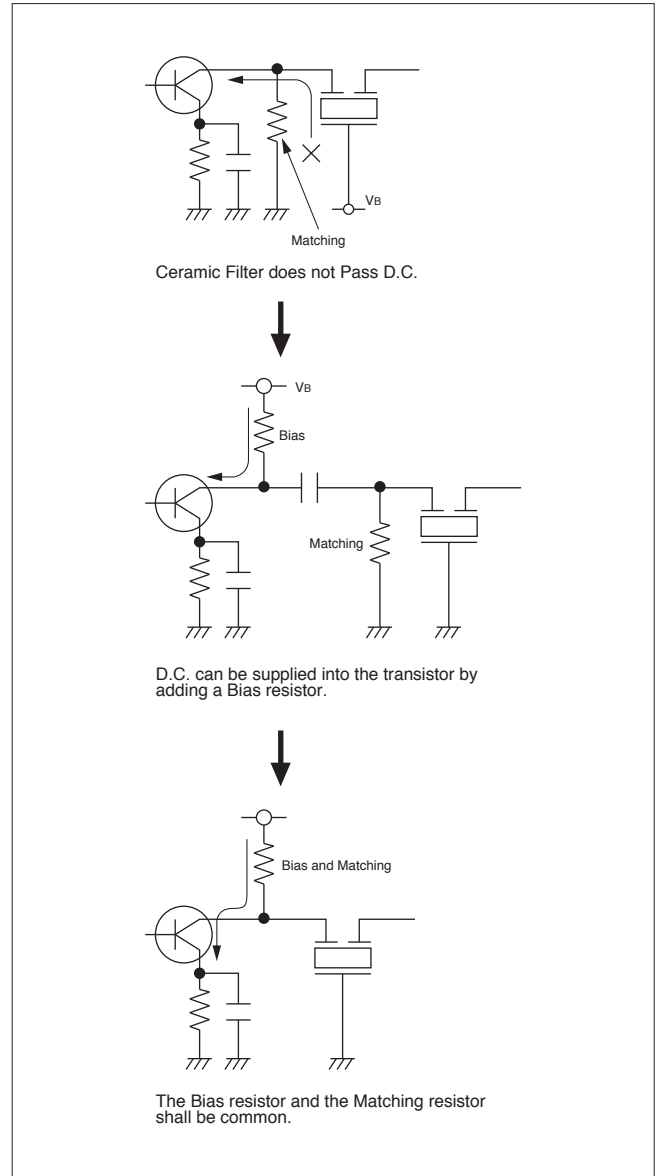 VB
Matching
Ceramic Filter does not Pass D.C.
VB
Bias
Matching
D.C. can be supplied into the transistor by
adding a Bias resistor.
Bias and Matching
The Bias resistor and the Matching resistor
shall be common.